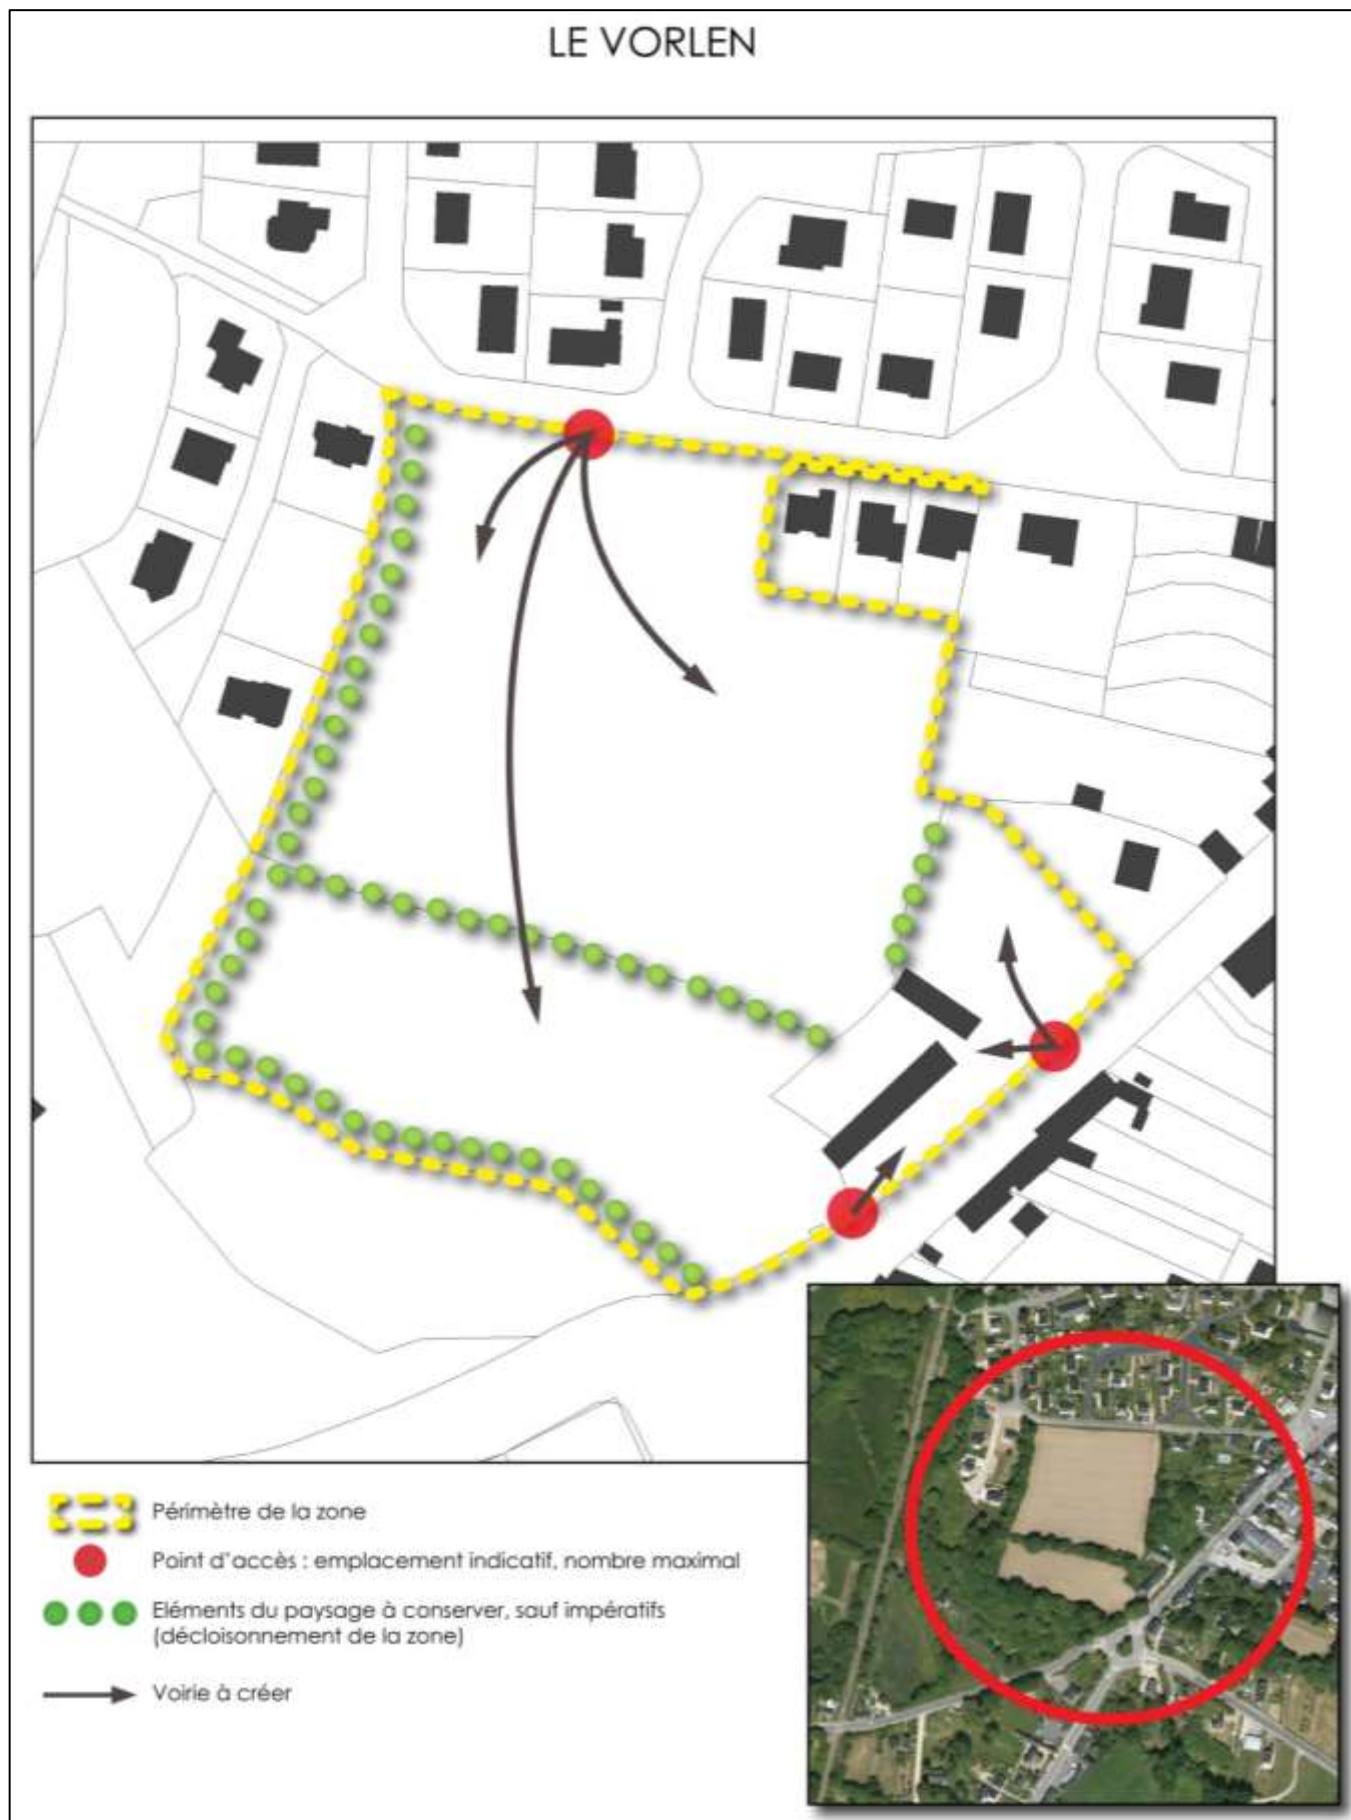 LE VORLEN
Périmètre de la zone
Point d'accès : emplacement indicatif, nombre maximal
Eléments du paysage à conserver, sauf impératifs
(décloisonnement de la zone)
Voirie à créer